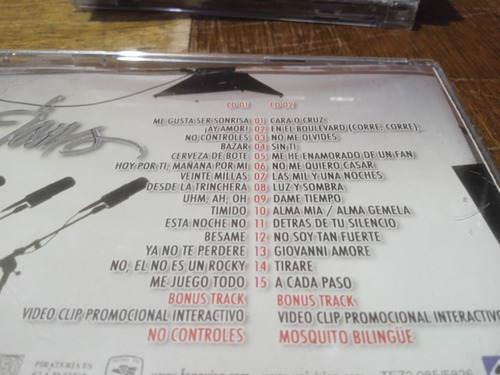 Flans
CD 01 CD 02
ME GUSTA SER SONRISA 01 CARA O CRUZ
¡AY AMOR! 02 EN EL BOULEVARD (CORRE, CORRE),
NO CONTROLES 03 NO ME OLVIDES
BAZAR 04 SIN TI
CERVEZA DE BOTE 05 ME HE ENAMORADO DE UN FAN
HOY POR TI, MAÑANA POR MI 06 NO ME QUIERO CASAR
VEINTE MILLAS 07 LAS MIL Y UNA NOCHES
DESDE LA TRINCHERA 08 LUZ Y SOMBRA
UHM, AH, OH 09 DAME TIEMPO
TIMIDO 10 ALMA MIA / ALMA GEMELA
ESTA NOCHE NO 11 DETRAS DE TU SILENCIO
BESAME 12 NO SOY TAN FUERTE
YA NO TE PERDERE 13 GIOVANNI AMORE
NO, EL NO ES UN ROCKY 14 TIRARE
ME JUEGO TODO 15 A CADA PASO
BONUS TRACK BONUS TRACK
VIDEO CLIP PROMOCIONAL INTERACTIVO VIDEO CLIP PROMOCIONAL INTERACTIVO
NO CONTROLES MOSQUITO BILINGÜE
PIRATERIA ES